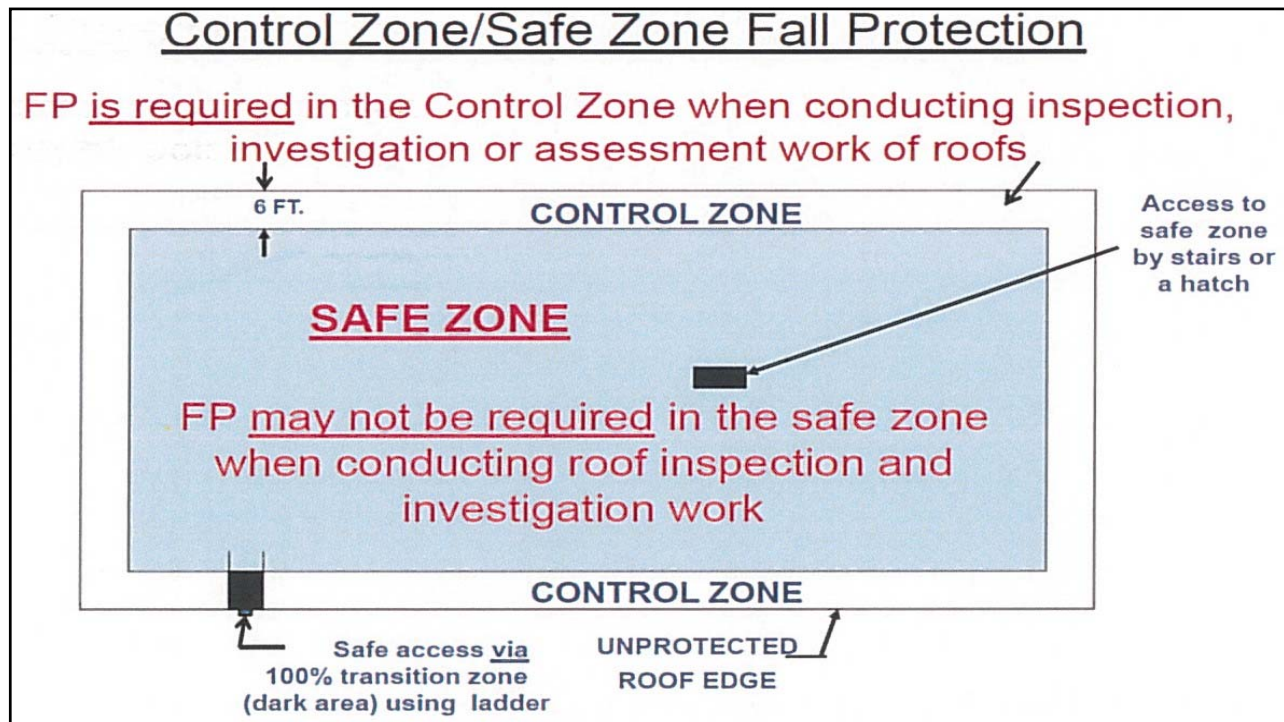 Control Zone/Safe Zone Fall Protection
FP is required in the Control Zone when conducting inspection,
investigation or assessment work of roofs
6 FT.
CONTROL ZONE
Access to
safe zone
by stairs or
a hatch
SAFE ZONE
FP may not be required in the safe zone
when conducting roof inspection and
investigation work
CONTROL ZONE
Safe access via
100% transition zone
(dark area) using ladder
UNPROTECTED
ROOF EDGE